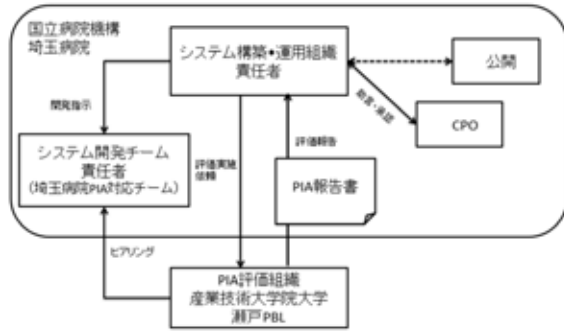 国立病院機構
埼玉病院
システム構築・運用組織
責任者
公開
開発指示
助言・承認
CPO
システム開発チーム
責任者
(埼玉病院PIA対応チーム)
評価実施
依頼
評価報告
PIA報告書
ヒアリング
PIA評価組織
産業技術大学院大学
瀬戸PBL